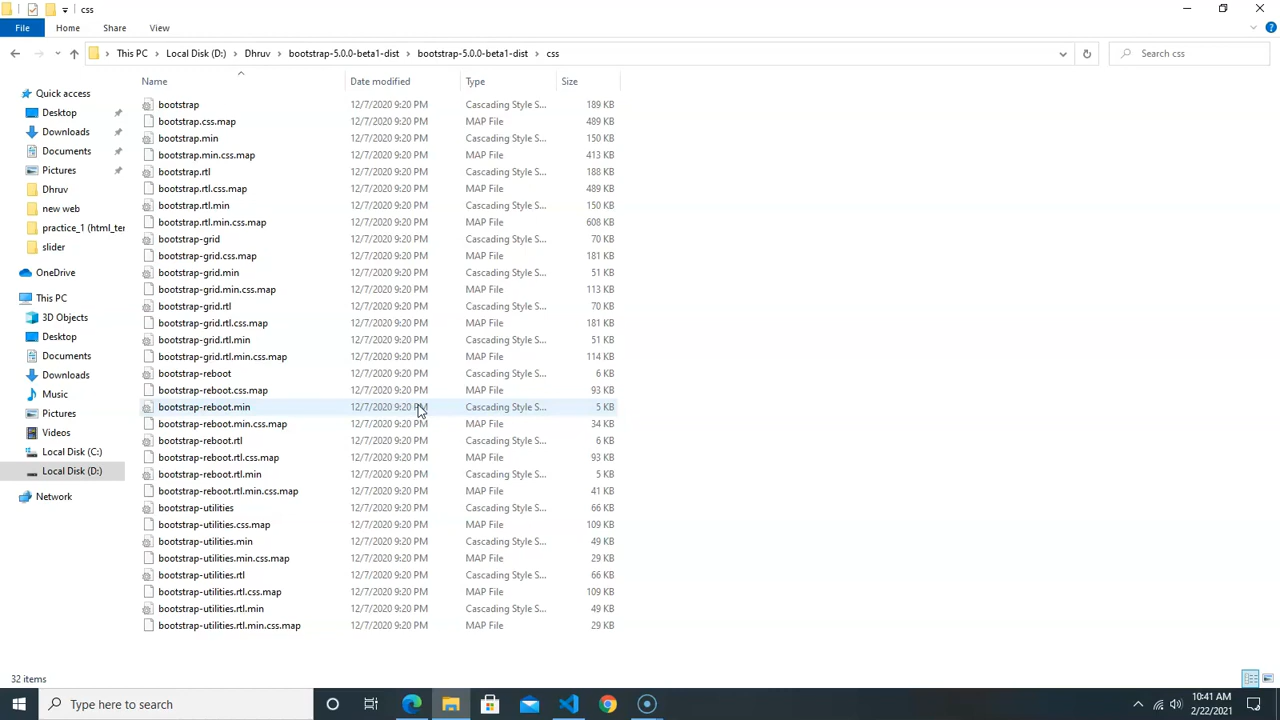 css
File Home Share View
This PC Local Disk (D:) Dhruv bootstrap-5.0.0-beta1-dist bootstrap-5.0.0-beta1-dist css Search css
Name Date modified Type Size
Quick access
Desktop
Downloads
Documents
Pictures
Dhruv
new web
practice_1 (html_ter
slider
OneDrive
This PC
3D Objects
Desktop
Documents
Downloads
Music
Pictures
Videos
Local Disk (C:)
Local Disk (D:)
Network
bootstrap 12/7/2020 9:20 PM Cascading Style S... 189 KB
bootstrap.css.map 12/7/2020 9:20 PM MAP File 489 KB
bootstrap.min 12/7/2020 9:20 PM Cascading Style S... 150 KB
bootstrap.min.css.map 12/7/2020 9:20 PM MAP File 413 KB
bootstrap.rtl 12/7/2020 9:20 PM Cascading Style S... 188 KB
bootstrap.rtl.css.map 12/7/2020 9:20 PM MAP File 489 KB
bootstrap.rtl.min 12/7/2020 9:20 PM Cascading Style S... 150 KB
bootstrap.rtl.min.css.map 12/7/2020 9:20 PM MAP File 608 KB
bootstrap-grid 12/7/2020 9:20 PM Cascading Style S... 70 KB
bootstrap-grid.css.map 12/7/2020 9:20 PM MAP File 181 KB
bootstrap-grid.min 12/7/2020 9:20 PM Cascading Style S... 51 KB
bootstrap-grid.min.css.map 12/7/2020 9:20 PM MAP File 113 KB
bootstrap-grid.rtl 12/7/2020 9:20 PM Cascading Style S... 70 KB
bootstrap-grid.rtl.css.map 12/7/2020 9:20 PM MAP File 181 KB
bootstrap-grid.rtl.min 12/7/2020 9:20 PM Cascading Style S... 51 KB
bootstrap-grid.rtl.min.css.map 12/7/2020 9:20 PM MAP File 114 KB
bootstrap-reboot 12/7/2020 9:20 PM Cascading Style S... 6 KB
bootstrap-reboot.css.map 12/7/2020 9:20 PM MAP File 93 KB
bootstrap-reboot.min 12/7/2020 9:20 PM Cascading Style S... 5 KB
bootstrap-reboot.min.css.map 12/7/2020 9:20 PM MAP File 34 KB
bootstrap-reboot.rtl 12/7/2020 9:20 PM Cascading Style S... 6 KB
bootstrap-reboot.rtl.css.map 12/7/2020 9:20 PM MAP File 93 KB
bootstrap-reboot.rtl.min 12/7/2020 9:20 PM Cascading Style S... 5 KB
bootstrap-reboot.rtl.min.css.map 12/7/2020 9:20 PM MAP File 41 KB
bootstrap-utilities 12/7/2020 9:20 PM Cascading Style S... 66 KB
bootstrap-utilities.css.map 12/7/2020 9:20 PM MAP File 109 KB
bootstrap-utilities.min 12/7/2020 9:20 PM Cascading Style S... 49 KB
bootstrap-utilities.min.css.map 12/7/2020 9:20 PM MAP File 29 KB
bootstrap-utilities.rtl 12/7/2020 9:20 PM Cascading Style S... 66 KB
bootstrap-utilities.rtl.css.map 12/7/2020 9:20 PM MAP File 109 KB
bootstrap-utilities.rtl.min 12/7/2020 9:20 PM Cascading Style S... 49 KB
bootstrap-utilities.rtl.min.css.map 12/7/2020 9:20 PM MAP File 29 KB
32 items
Type here to search
10:41 AM
2/22/2021